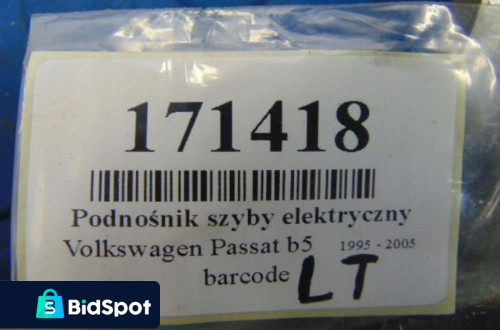 171418
Podnośnik szyby elektryczny
Volkswagen Passat b5 1995 - 2005
barcode LT
S BidSpot